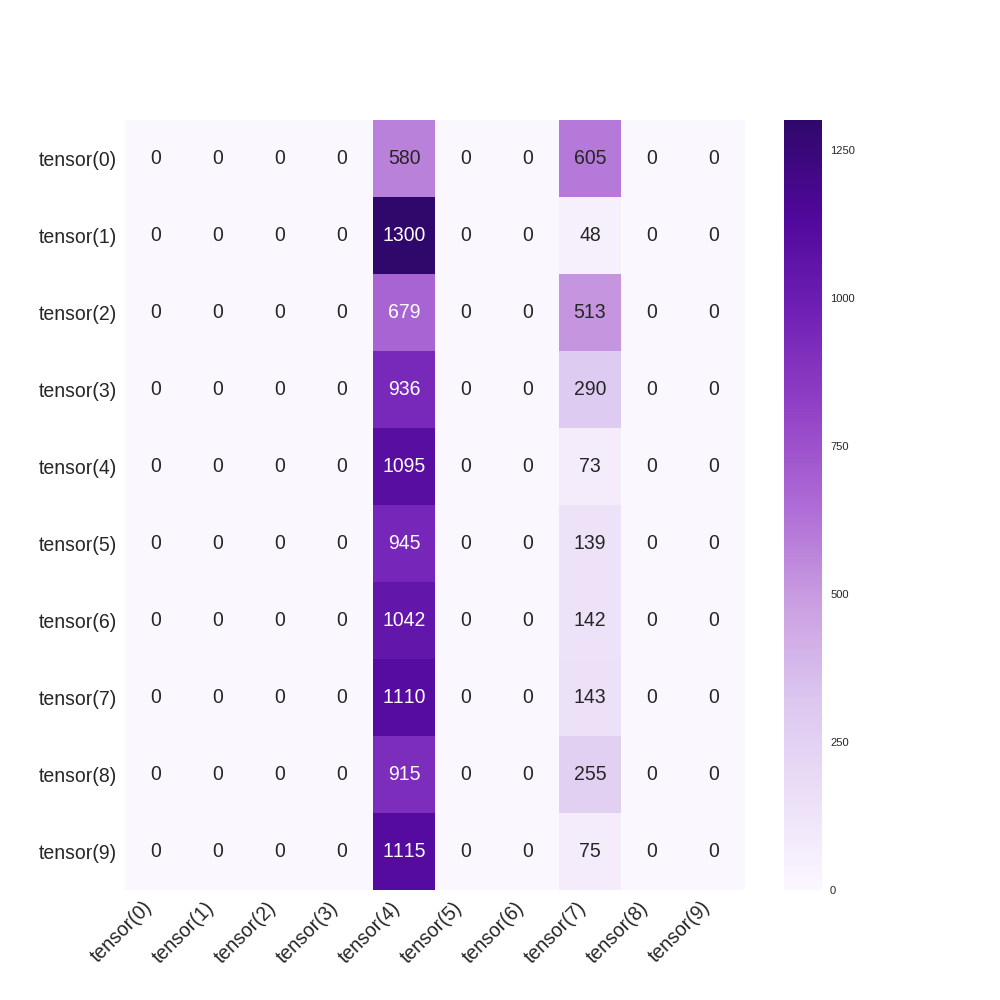 tensor(0) 0 0 0 0 580 0 0 605 0 0
tensor(1) 0 0 0 0 1300 0 0 48 0 0
tensor(2) 0 0 0 0 679 0 0 513 0 0
tensor(3) 0 0 0 0 936 0 0 290 0 0
tensor(4) 0 0 0 0 1095 0 0 73 0 0
tensor(5) 0 0 0 0 945 0 0 139 0 0
tensor(6) 0 0 0 0 1042 0 0 142 0 0
tensor(7) 0 0 0 0 1110 0 0 143 0 0
tensor(8) 0 0 0 0 915 0 0 255 0 0
tensor(9) 0 0 0 0 1115 0 0 75 0 0
tensor(0) tensor(1) tensor(2) tensor(3) tensor(4) tensor(5) tensor(6) tensor(7) tensor(8) tensor(9)
1250
1000
750
500
250
0